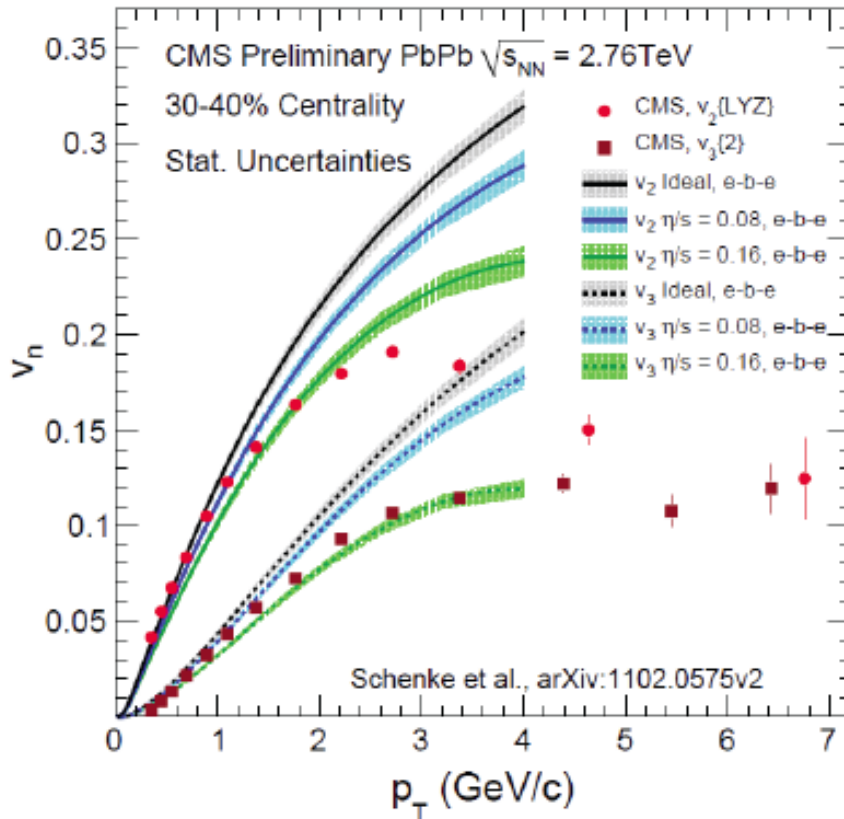 CMS Preliminary PbPb √s_NN = 2.76TeV
30-40% Centrality
Stat. Uncertainties
CMS, v₂{LYZ}
CMS, v₃{2}
v₂ Ideal, e-b-e
v₂ η/s = 0.08, e-b-e
v₂ η/s = 0.16, e-b-e
v₃ Ideal, e-b-e
v₃ η/s = 0.08, e-b-e
v₃ η/s = 0.16, e-b-e
0.35
0.3
0.25
0.2
0.15
0.1
0.05
vₙ
Schenke et al., arXiv:1102.0575v2
0 1 2 3 4 5 6 7
p_T (GeV/c)